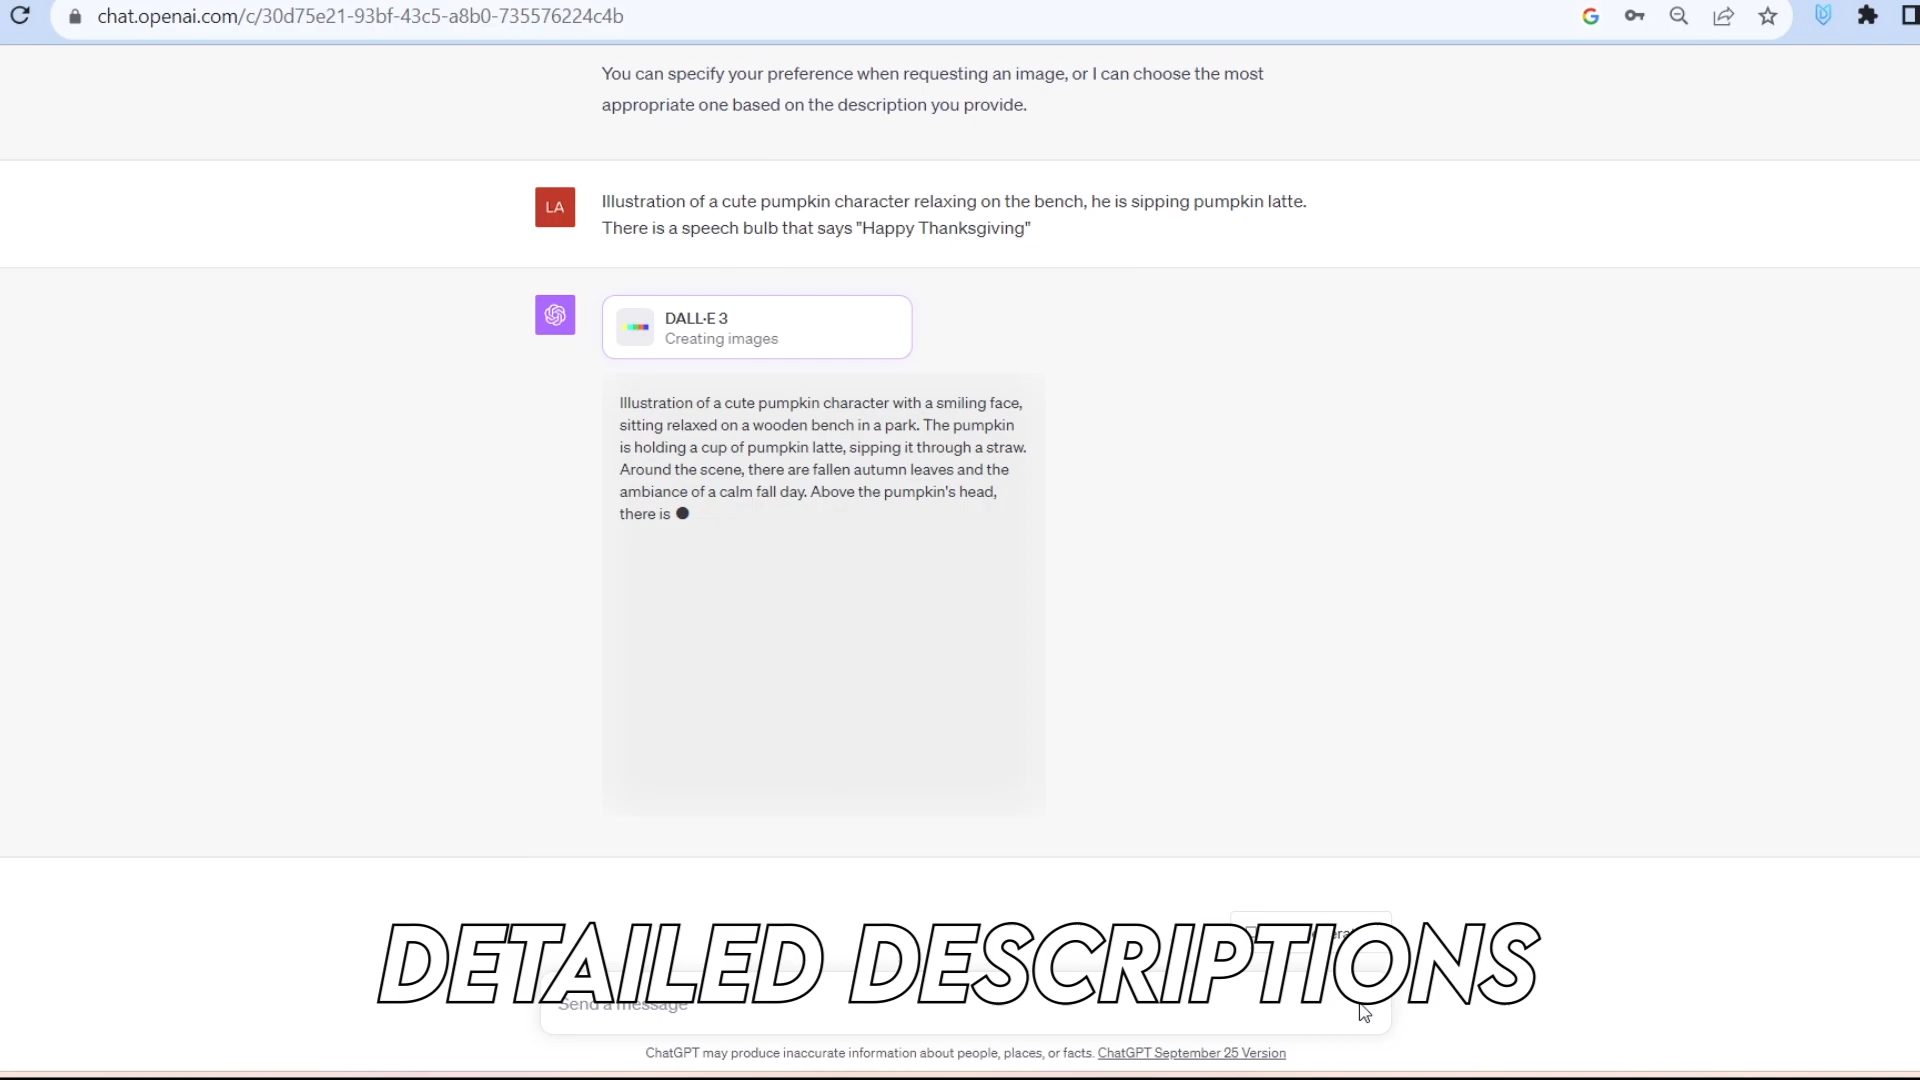 chat.openai.com/c/30d75e21-93bf-43c5-a8b0-735576224c4b
You can specify your preference when requesting an image, or I can choose the most
appropriate one based on the description you provide.
LA
Illustration of a cute pumpkin character relaxing on the bench, he is sipping pumpkin latte.
There is a speech bulb that says "Happy Thanksgiving"
DALL·E 3
Creating images
Illustration of a cute pumpkin character with a smiling face,
sitting relaxed on a wooden bench in a park. The pumpkin
is holding a cup of pumpkin latte, sipping it through a straw.
Around the scene, there are fallen autumn leaves and the
ambiance of a calm fall day. Above the pumpkin's head,
there is
DETAILED DESCRIPTIONS
Send a message
ChatGPT may produce inaccurate information about people, places, or facts. ChatGPT September 25 Version